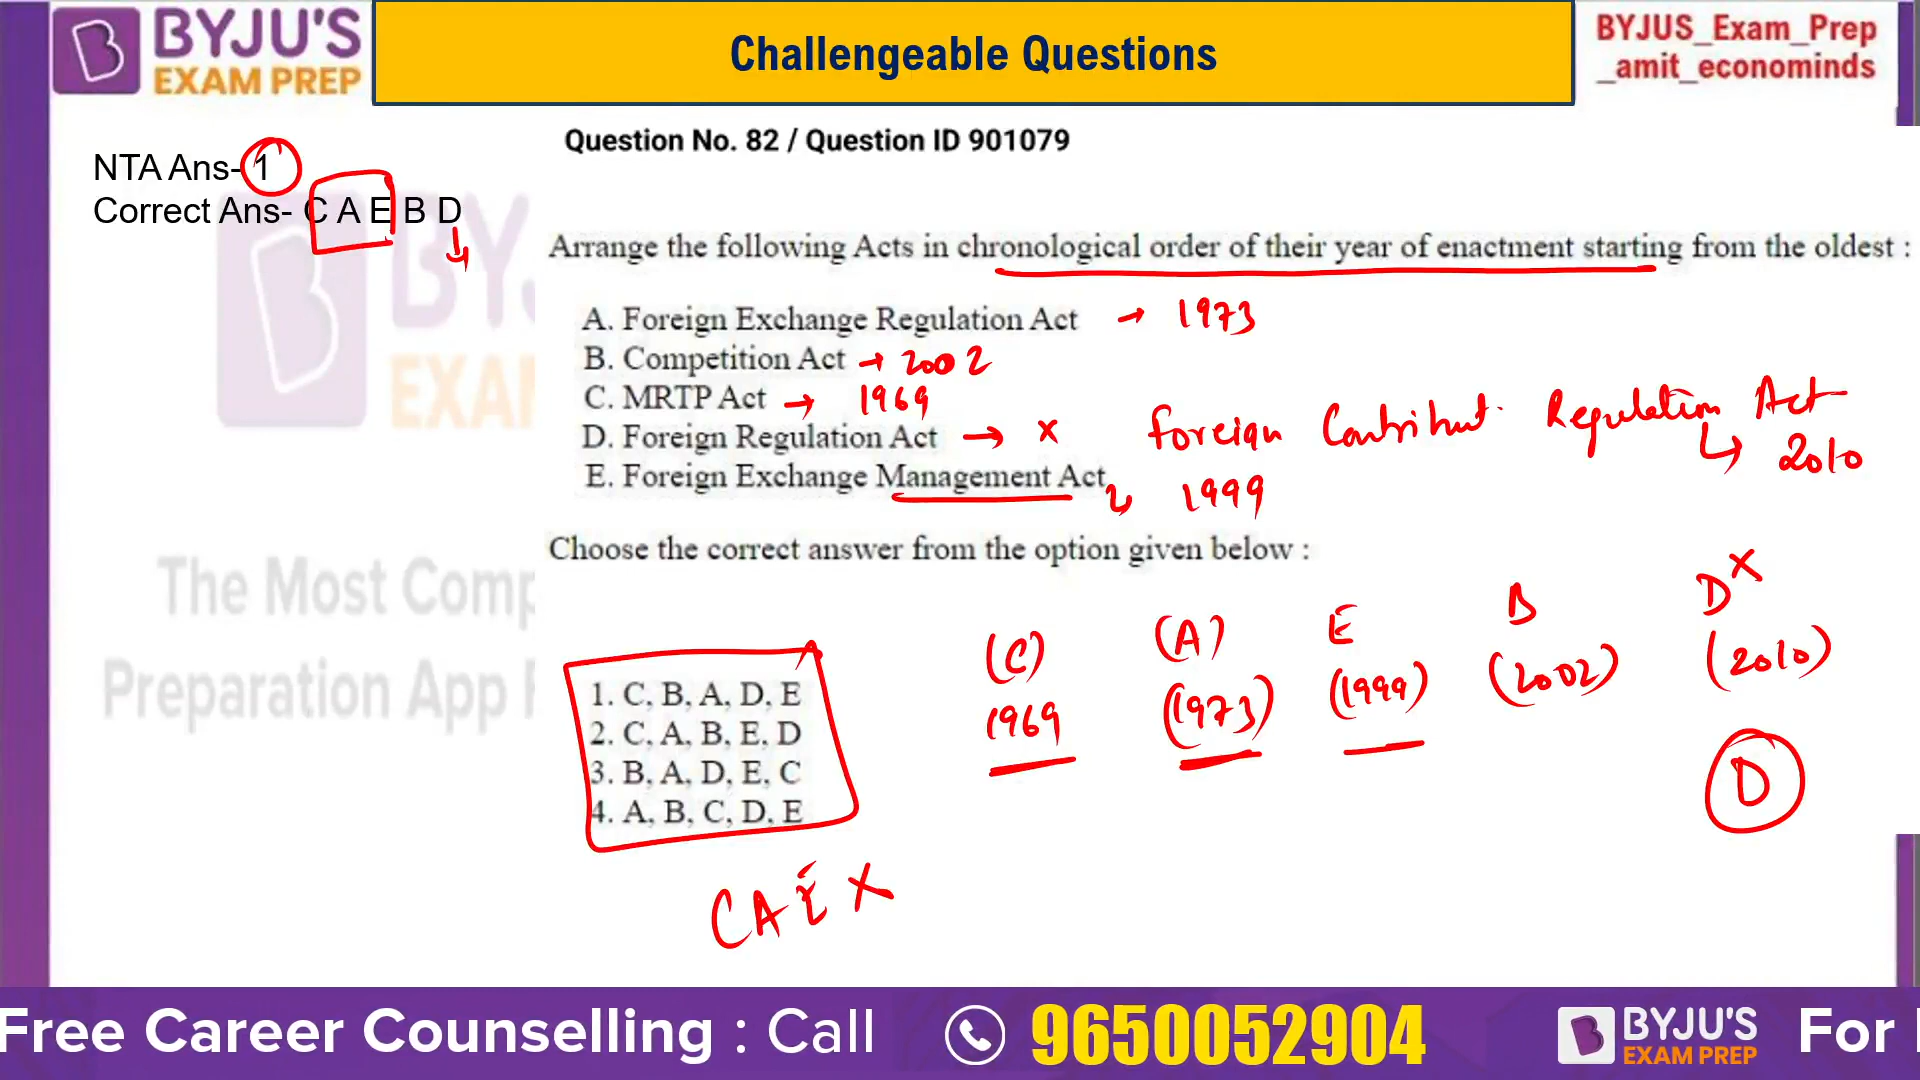 BYJU'S
EXAM PREP
Challengeable Questions
BYJUS_Exam_Prep
_amit_econominds
Question No. 82 / Question ID 901079
NTA Ans- 1
Correct Ans- C A E B D
Arrange the following Acts in chronological order of their year of enactment starting from the oldest :
A. Foreign Exchange Regulation Act → 1973
B. Competition Act → 2002
C. MRTP Act → 1969
D. Foreign Regulation Act → x Foreign Contribut. Regulation Act
2010
E. Foreign Exchange Management Act 1999
Choose the correct answer from the option given below :
(C) (A) E B D x
1969 (1973) (1999) (2002) (2010)
1. C, B, A, D, E
2. C, A, B, E, D
3. B, A, D, E, C
4. A, B, C, D, E
D
C A E X
The Most Comp
Preparation App
Free Career Counselling : Call 9650052904
BYJU'S
EXAM PREP
For